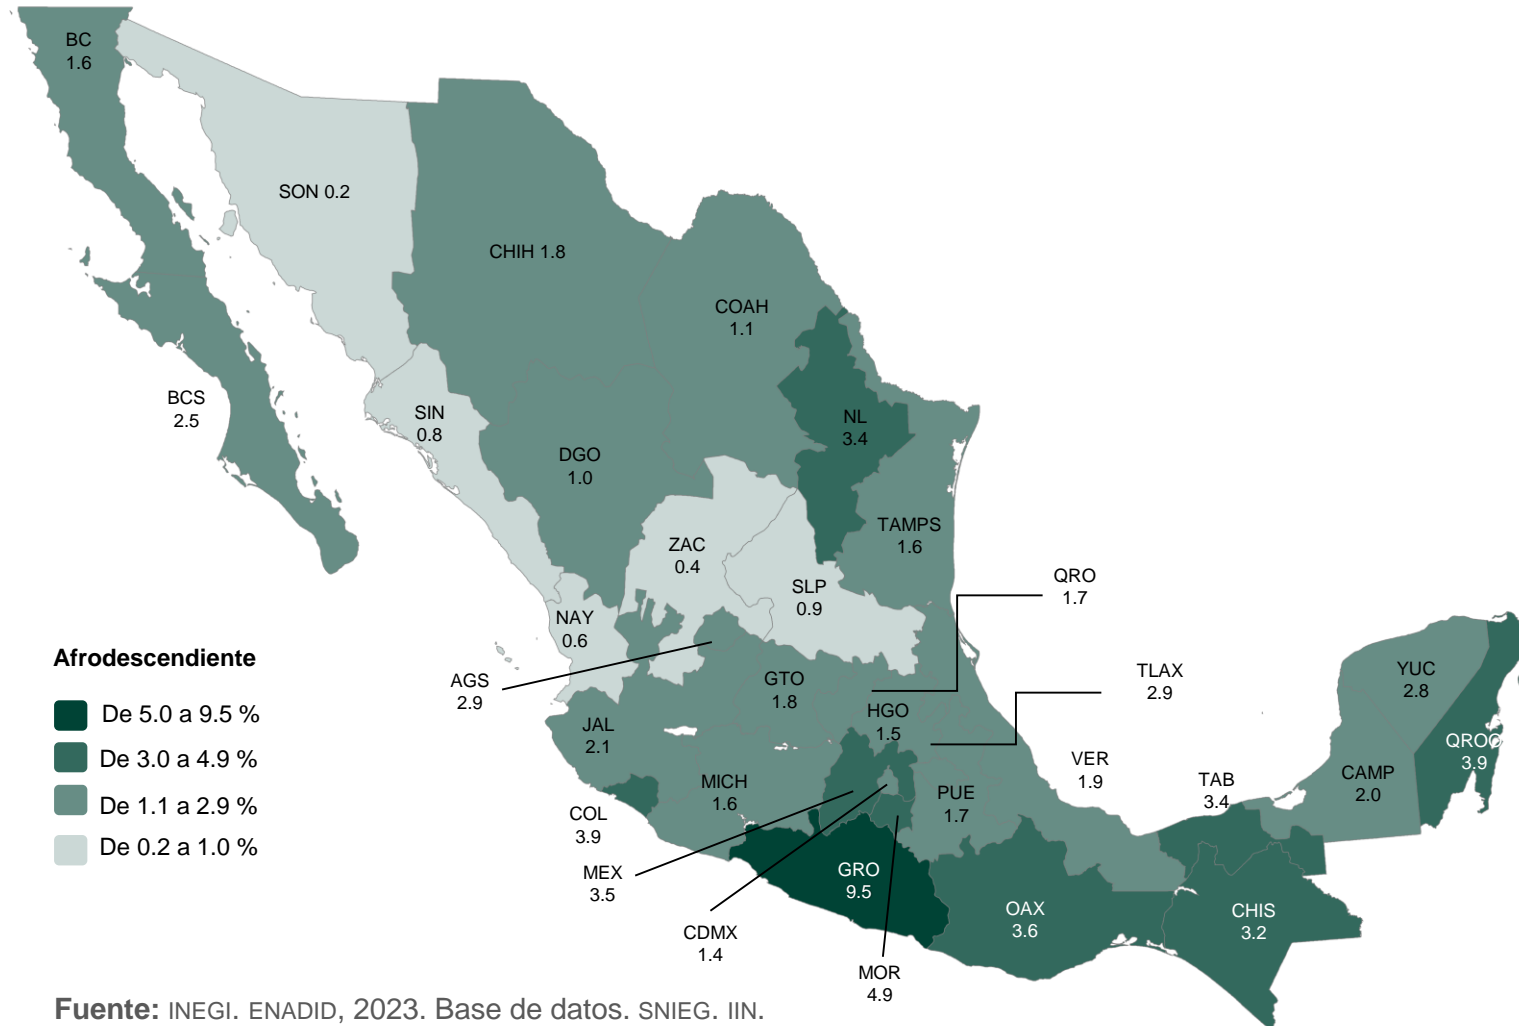 BC
1.6
SON 0.2
CHIH 1.8
COAH
1.1
BCS
2.5
SIN
0.8
NL
3.4
DGO
1.0
TAMPS
1.6
ZAC
0.4
SLP
0.9
QRO
1.7
NAY
0.6
AGS
2.9
GTO
1.8
HGO
1.5
TLAX
2.9
YUC
2.8
JAL
2.1
QROO
3.9
VER
1.9
TAB
3.4
CAMP
2.0
MICH
1.6
PUE
1.7
COL
3.9
MEX
3.5
GRO
9.5
CDMX
1.4
OAX
3.6
CHIS
3.2
MOR
4.9
Afrodescendiente
De 5.0 a 9.5 %
De 3.0 a 4.9 %
De 1.1 a 2.9 %
De 0.2 a 1.0 %
Fuente: INEGI. ENADID, 2023. Base de datos. SNIEG. IIN.